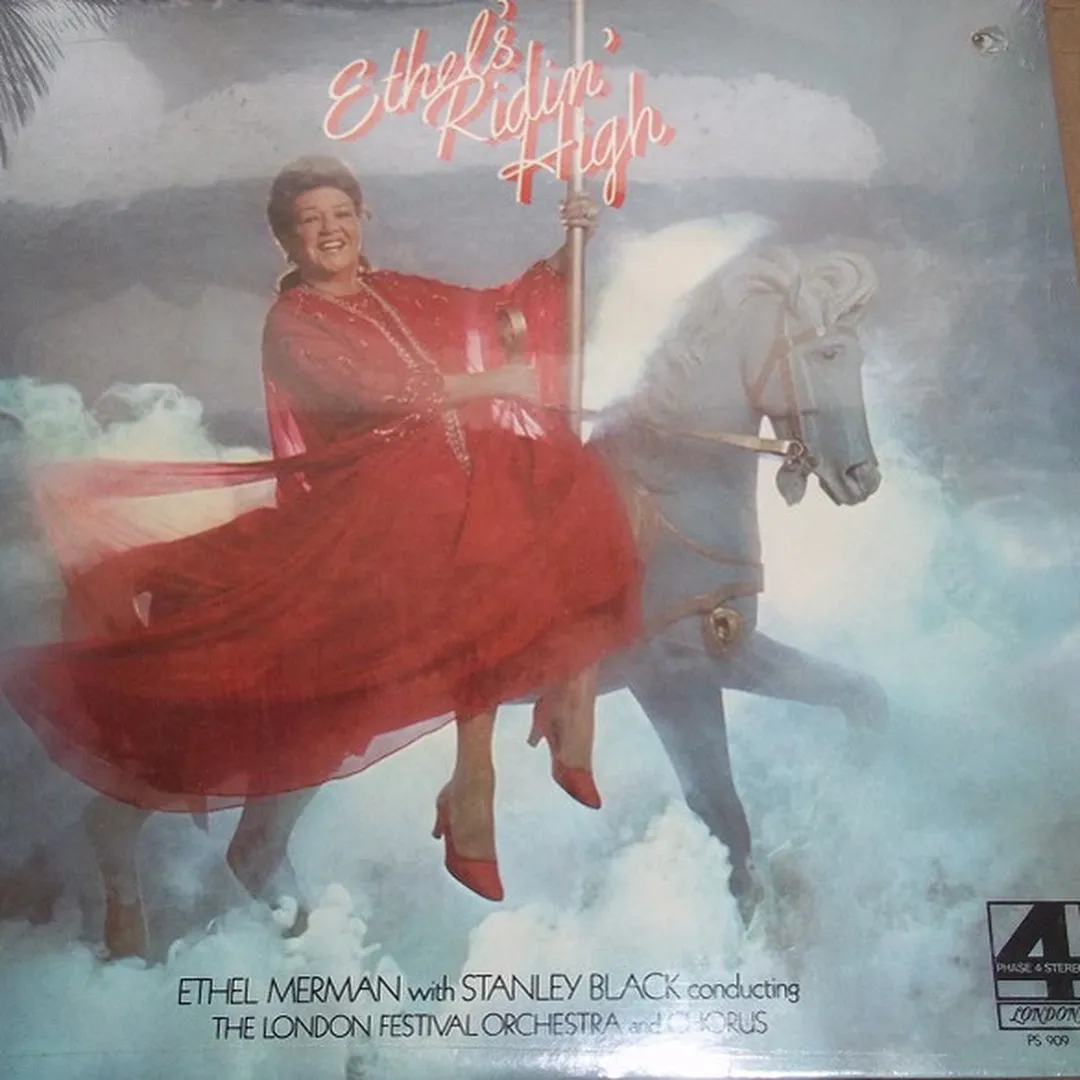 Ethel's
Ridin'
High
ETHEL MERMAN with STANLEY BLACK conducting
THE LONDON FESTIVAL ORCHESTRA and CHORUS
4
PHASE 4 STEREO
LONDON
PS 909